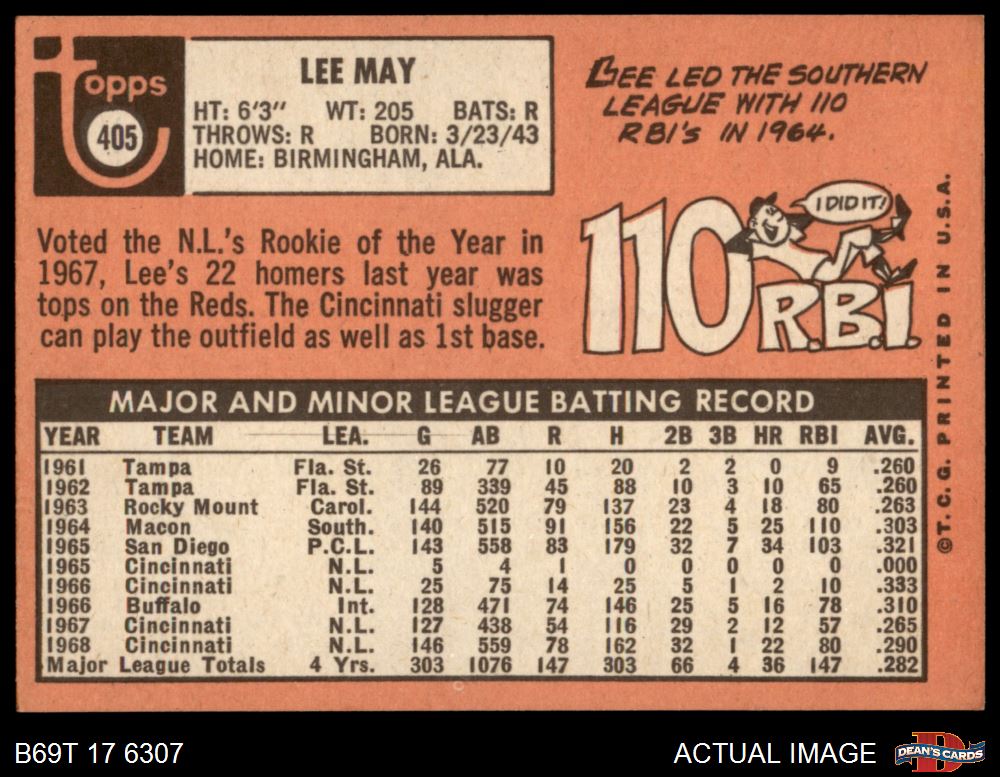 topps
405
LEE MAY
HT: 6'3" WT: 205 BATS: R
THROWS: R BORN: 3/23/43
HOME: BIRMINGHAM, ALA.
LEE LED THE SOUTHERN
LEAGUE WITH 110
RBI's IN 1964.
I DID IT!
110
R.B.I.
Voted the N.L.'s Rookie of the Year in
1967, Lee's 22 homers last year was
tops on the Reds. The Cincinnati slugger
can play the outfield as well as 1st base.
MAJOR AND MINOR LEAGUE BATTING RECORD
YEAR TEAM LEA. G AB R H 2B 3B HR RBI AVG.
1961 Tampa Fla. St. 26 77 10 20 2 2 0 9 .260
1962 Tampa Fla. St. 89 339 45 88 10 3 10 65 .260
1963 Rocky Mount Carol. 144 520 79 137 23 4 18 80 .263
1964 Macon South. 140 515 91 156 22 5 25 110 .303
1965 San Diego P.C.L. 143 558 83 179 32 7 34 103 .321
1965 Cincinnati N.L. 5 4 1 0 0 0 0 0 .000
1966 Cincinnati N.L. 25 75 14 25 5 1 2 10 .333
1966 Buffalo Int. 128 471 74 146 25 5 16 78 .310
1967 Cincinnati N.L. 127 438 54 116 29 2 12 57 .265
1968 Cincinnati N.L. 146 559 78 162 32 1 22 80 .290
Major League Totals 4 Yrs. 303 1076 147 303 66 4 36 147 .282
©T.C.G. PRINTED IN U.S.A.
B69T 17 6307
ACTUAL IMAGE
D
DEAN'S CARDS